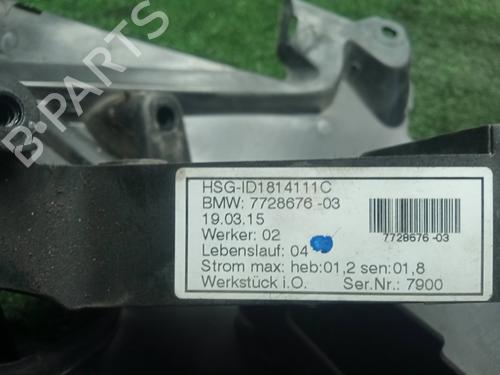 B-PARTS
HSG-ID1814111C
BMW: 7728676 -03
19.03.15
Werker: 02
7728676 -03
Lebenslauf: 04
Strom max: heb:01,2 sen:01,8
Werkstück i.O. Ser.Nr.: 7900